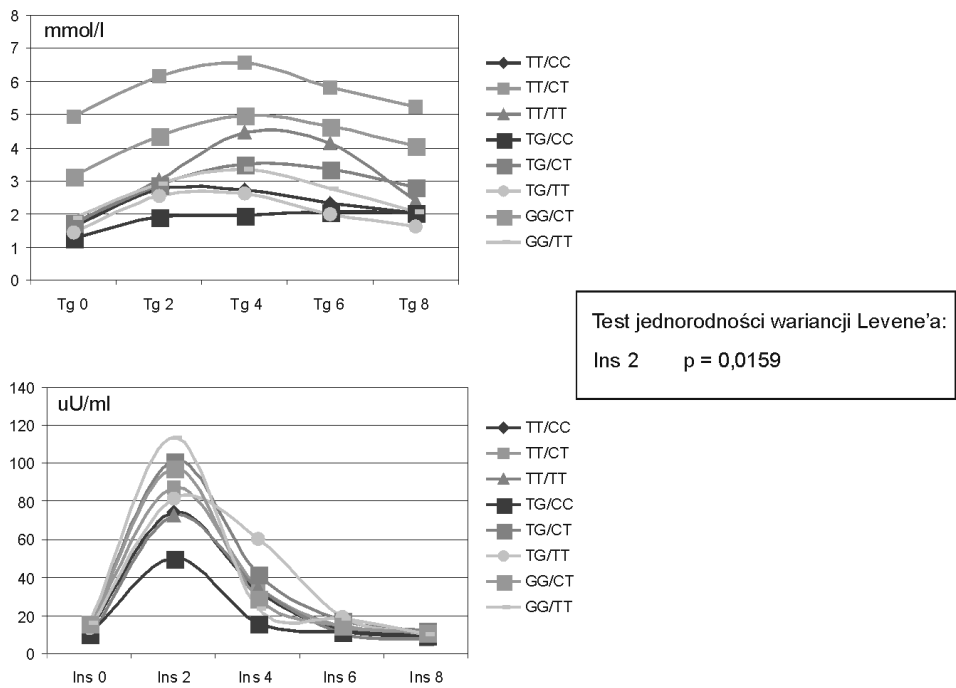 mmol/l
8
7
6
5
4
3
2
1
0
Tg 0 Tg 2 Tg 4 Tg 6 Tg 8
TT/CC
TT/CT
TT/TT
TG/CC
TG/CT
TG/TT
GG/CT
GG/TT
Test jednorodności wariancji Levene'a:
Ins 2 p = 0,0159
uU/ml
140
120
100
80
60
40
20
0
Ins 0 Ins 2 Ins 4 Ins 6 Ins 8
TT/CC
TT/CT
TT/TT
TG/CC
TG/CT
TG/TT
GG/CT
GG/TT